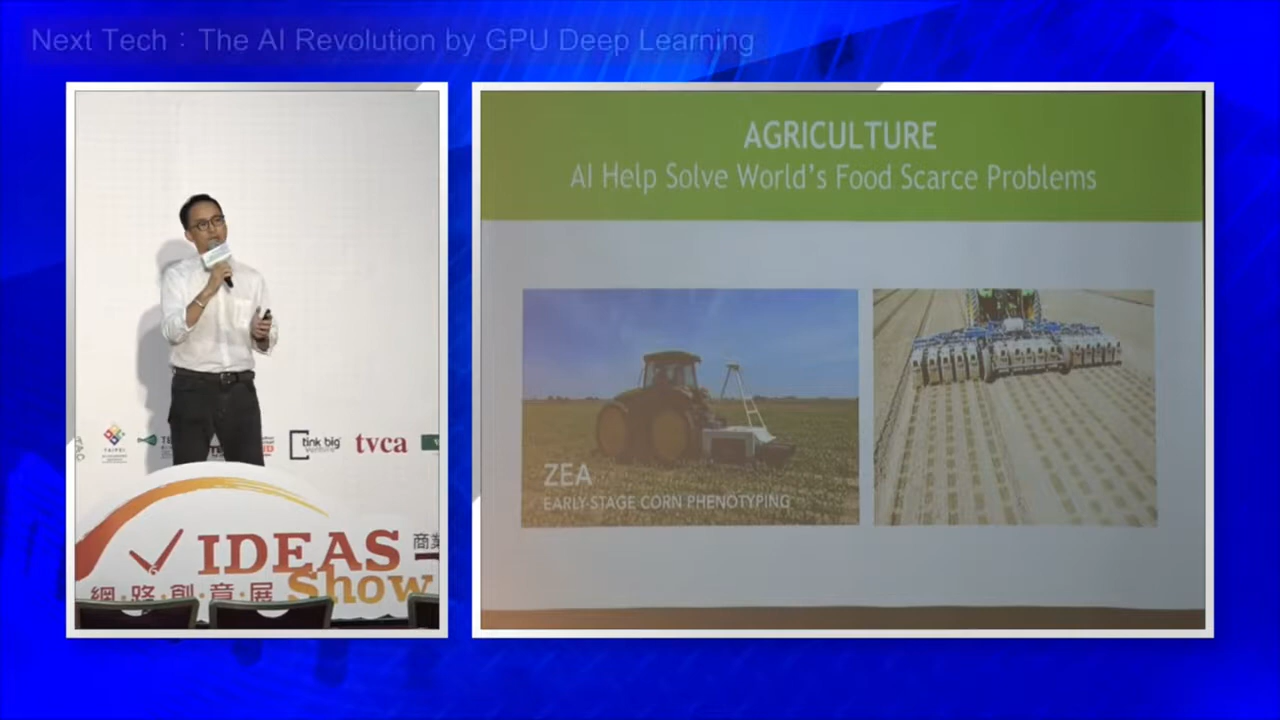 Next Tech：The AI Revolution by GPU Deep Learning
AGRICULTURE
AI Help Solve World's Food Scarce Problems
ZEA
EARLY-STAGE CORN PHENOTYPING
TAIPEI
tink big
tvca
IDEAS
Show
網·路·創·意·展